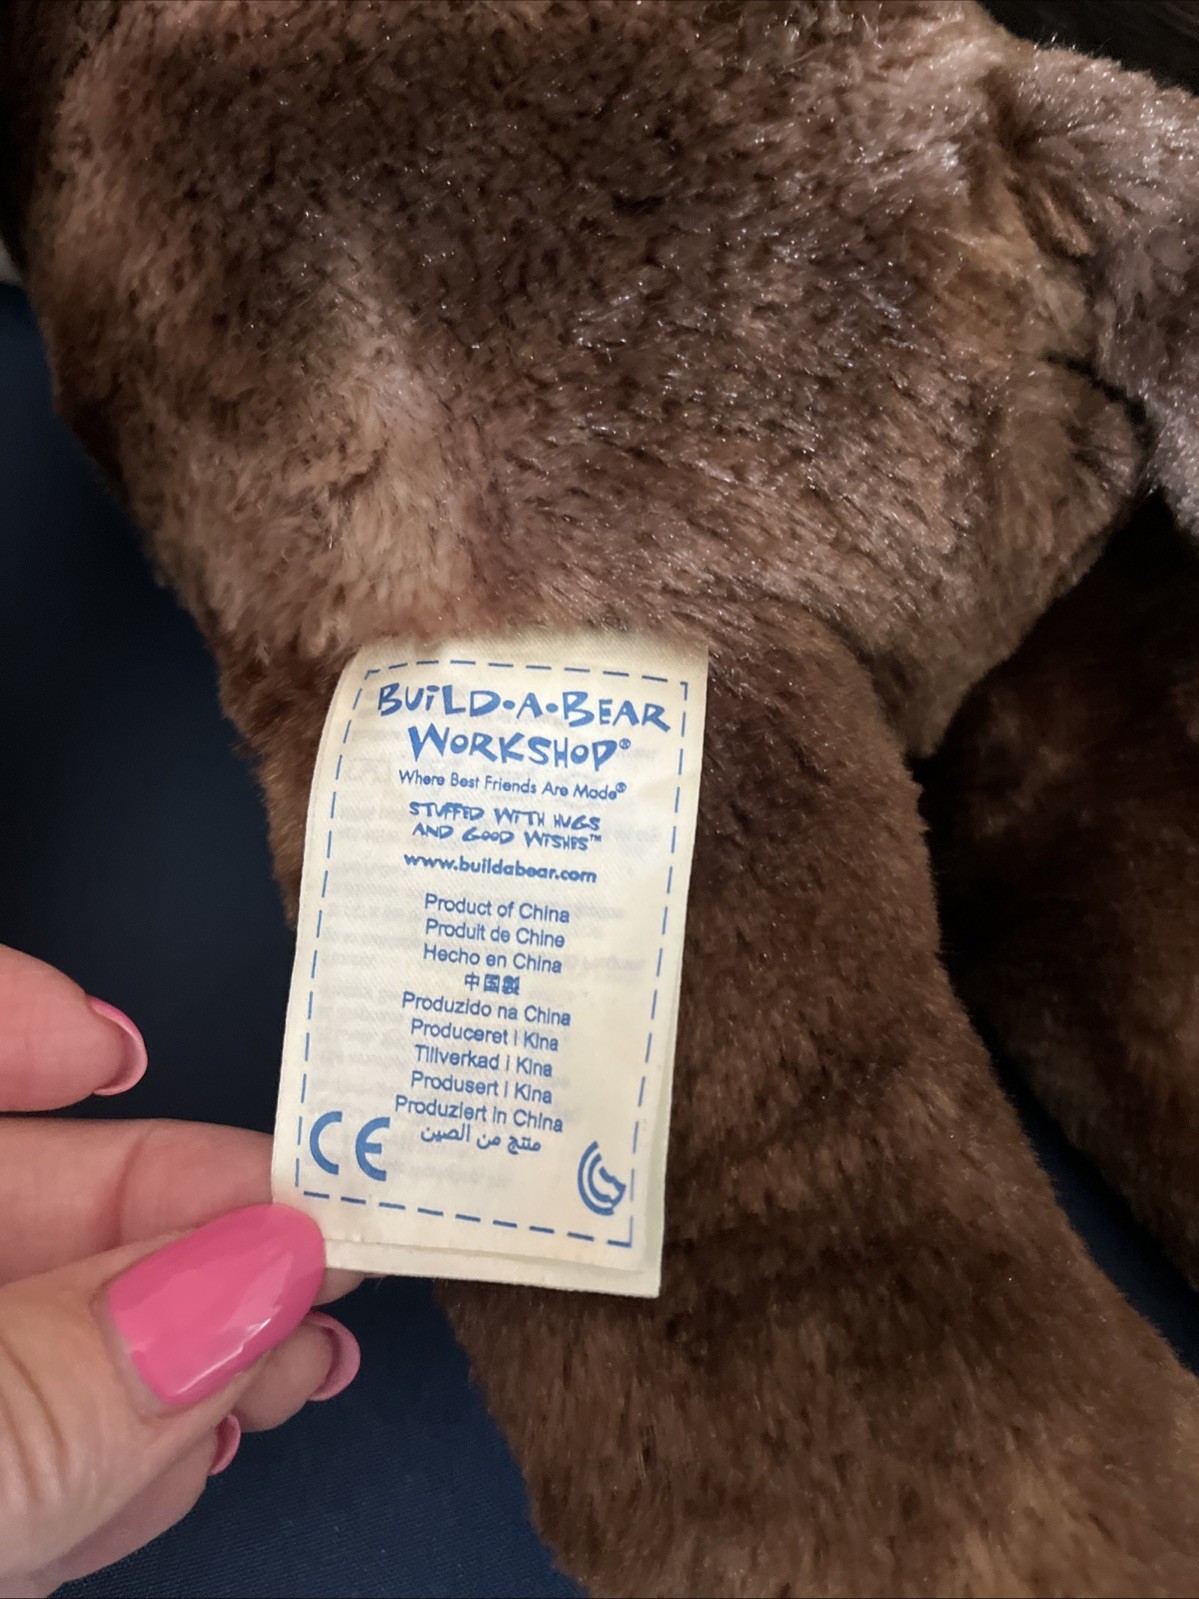 BUiLD•A•BEAR
WORKSHOP®
Where Best Friends Are Made®
STUFFED WITH HUGS
AND GOOD WISHES™
www.buildabear.com
Product of China
Produit de Chine
Hecho en China
中国製
Produzido na China
Produceret i Kina
Tillverkad i Kina
Produsert i Kina
Produziert in China
منتج من الصين
CE